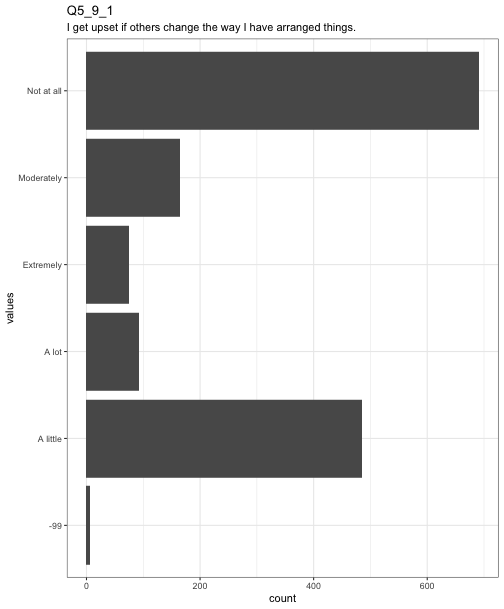 Q5_9_1
I get upset if others change the way I have arranged things.
Not at all
Moderately
Extremely
A lot
A little
-99
values
0 200 400 600
count